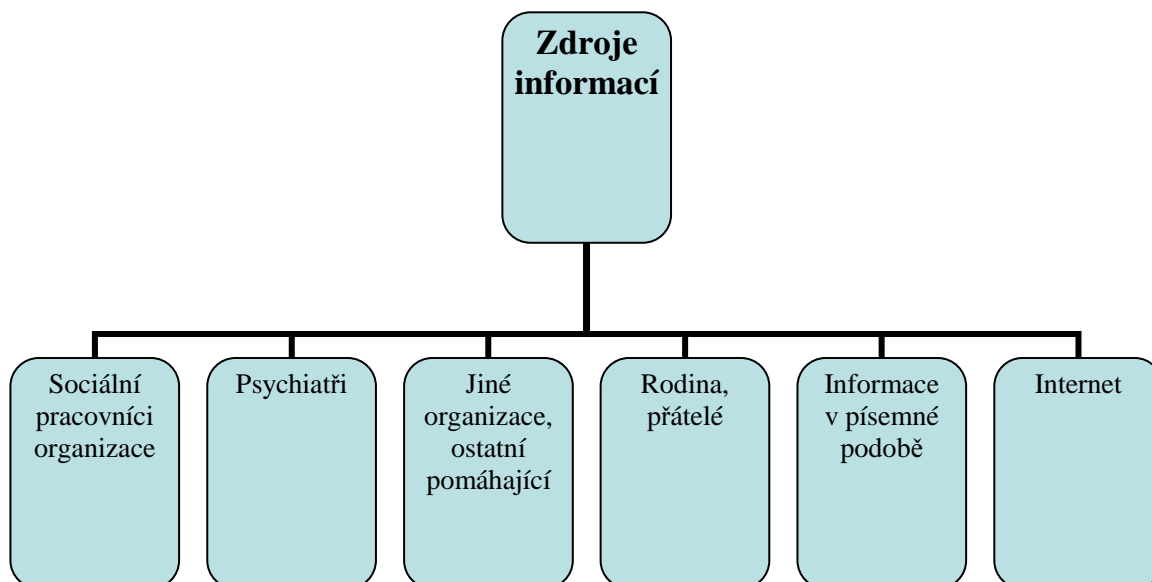 Zdroje
informací
Sociální
pracovníci
organizace
Psychiatři
Jiné
organizace,
ostatní
pomáhající
Rodina,
přátelé
Informace
v písemné
podobě
Internet